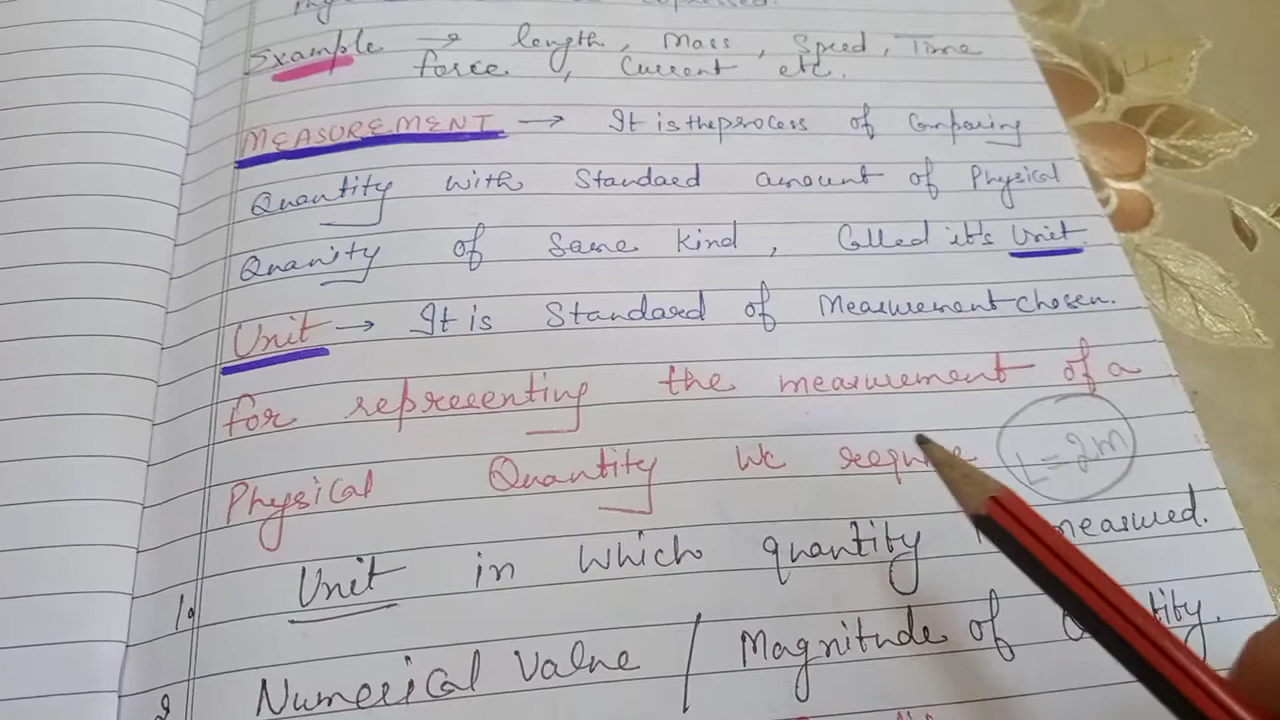 Example → length, Mass, Speed, Time
force, Current etc.
MEASUREMENT → It is the process of Comparing
Quantity with Standaed amount of Physical
Quanity of Same Kind, Called it's Unit.
Unit → It is Standard of Measurement chosen.
for representing the measurement of a
Physical Quantity We require L=2m
1. Unit in which quantity measured.
2 Numerical Value / Magnitude of